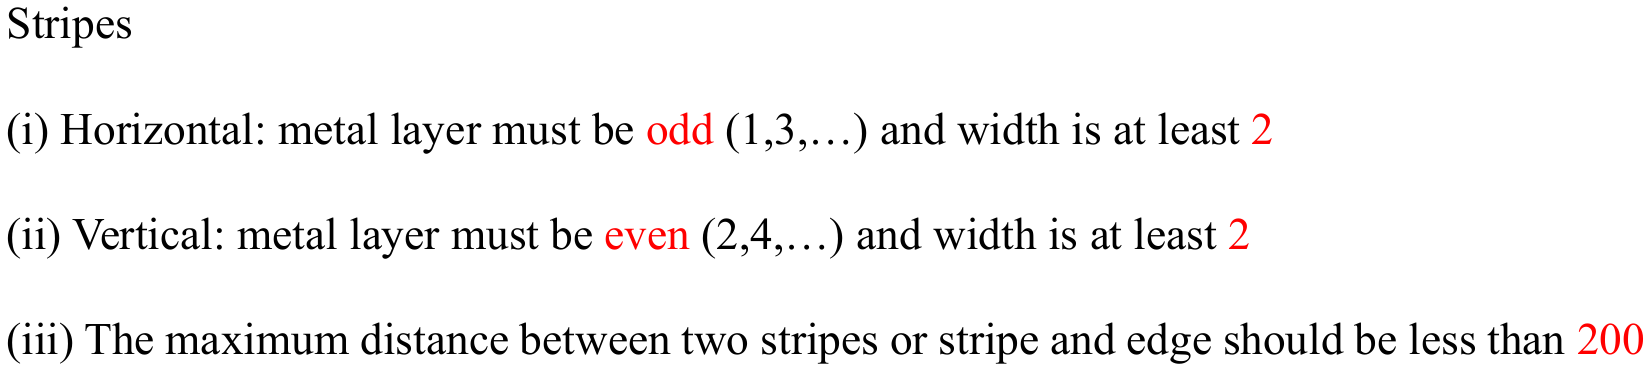 Stripes
(i) Horizontal: metal layer must be odd (1,3,…) and width is at least 2
(ii) Vertical: metal layer must be even (2,4,…) and width is at least 2
(iii) The maximum distance between two stripes or stripe and edge should be less than 200